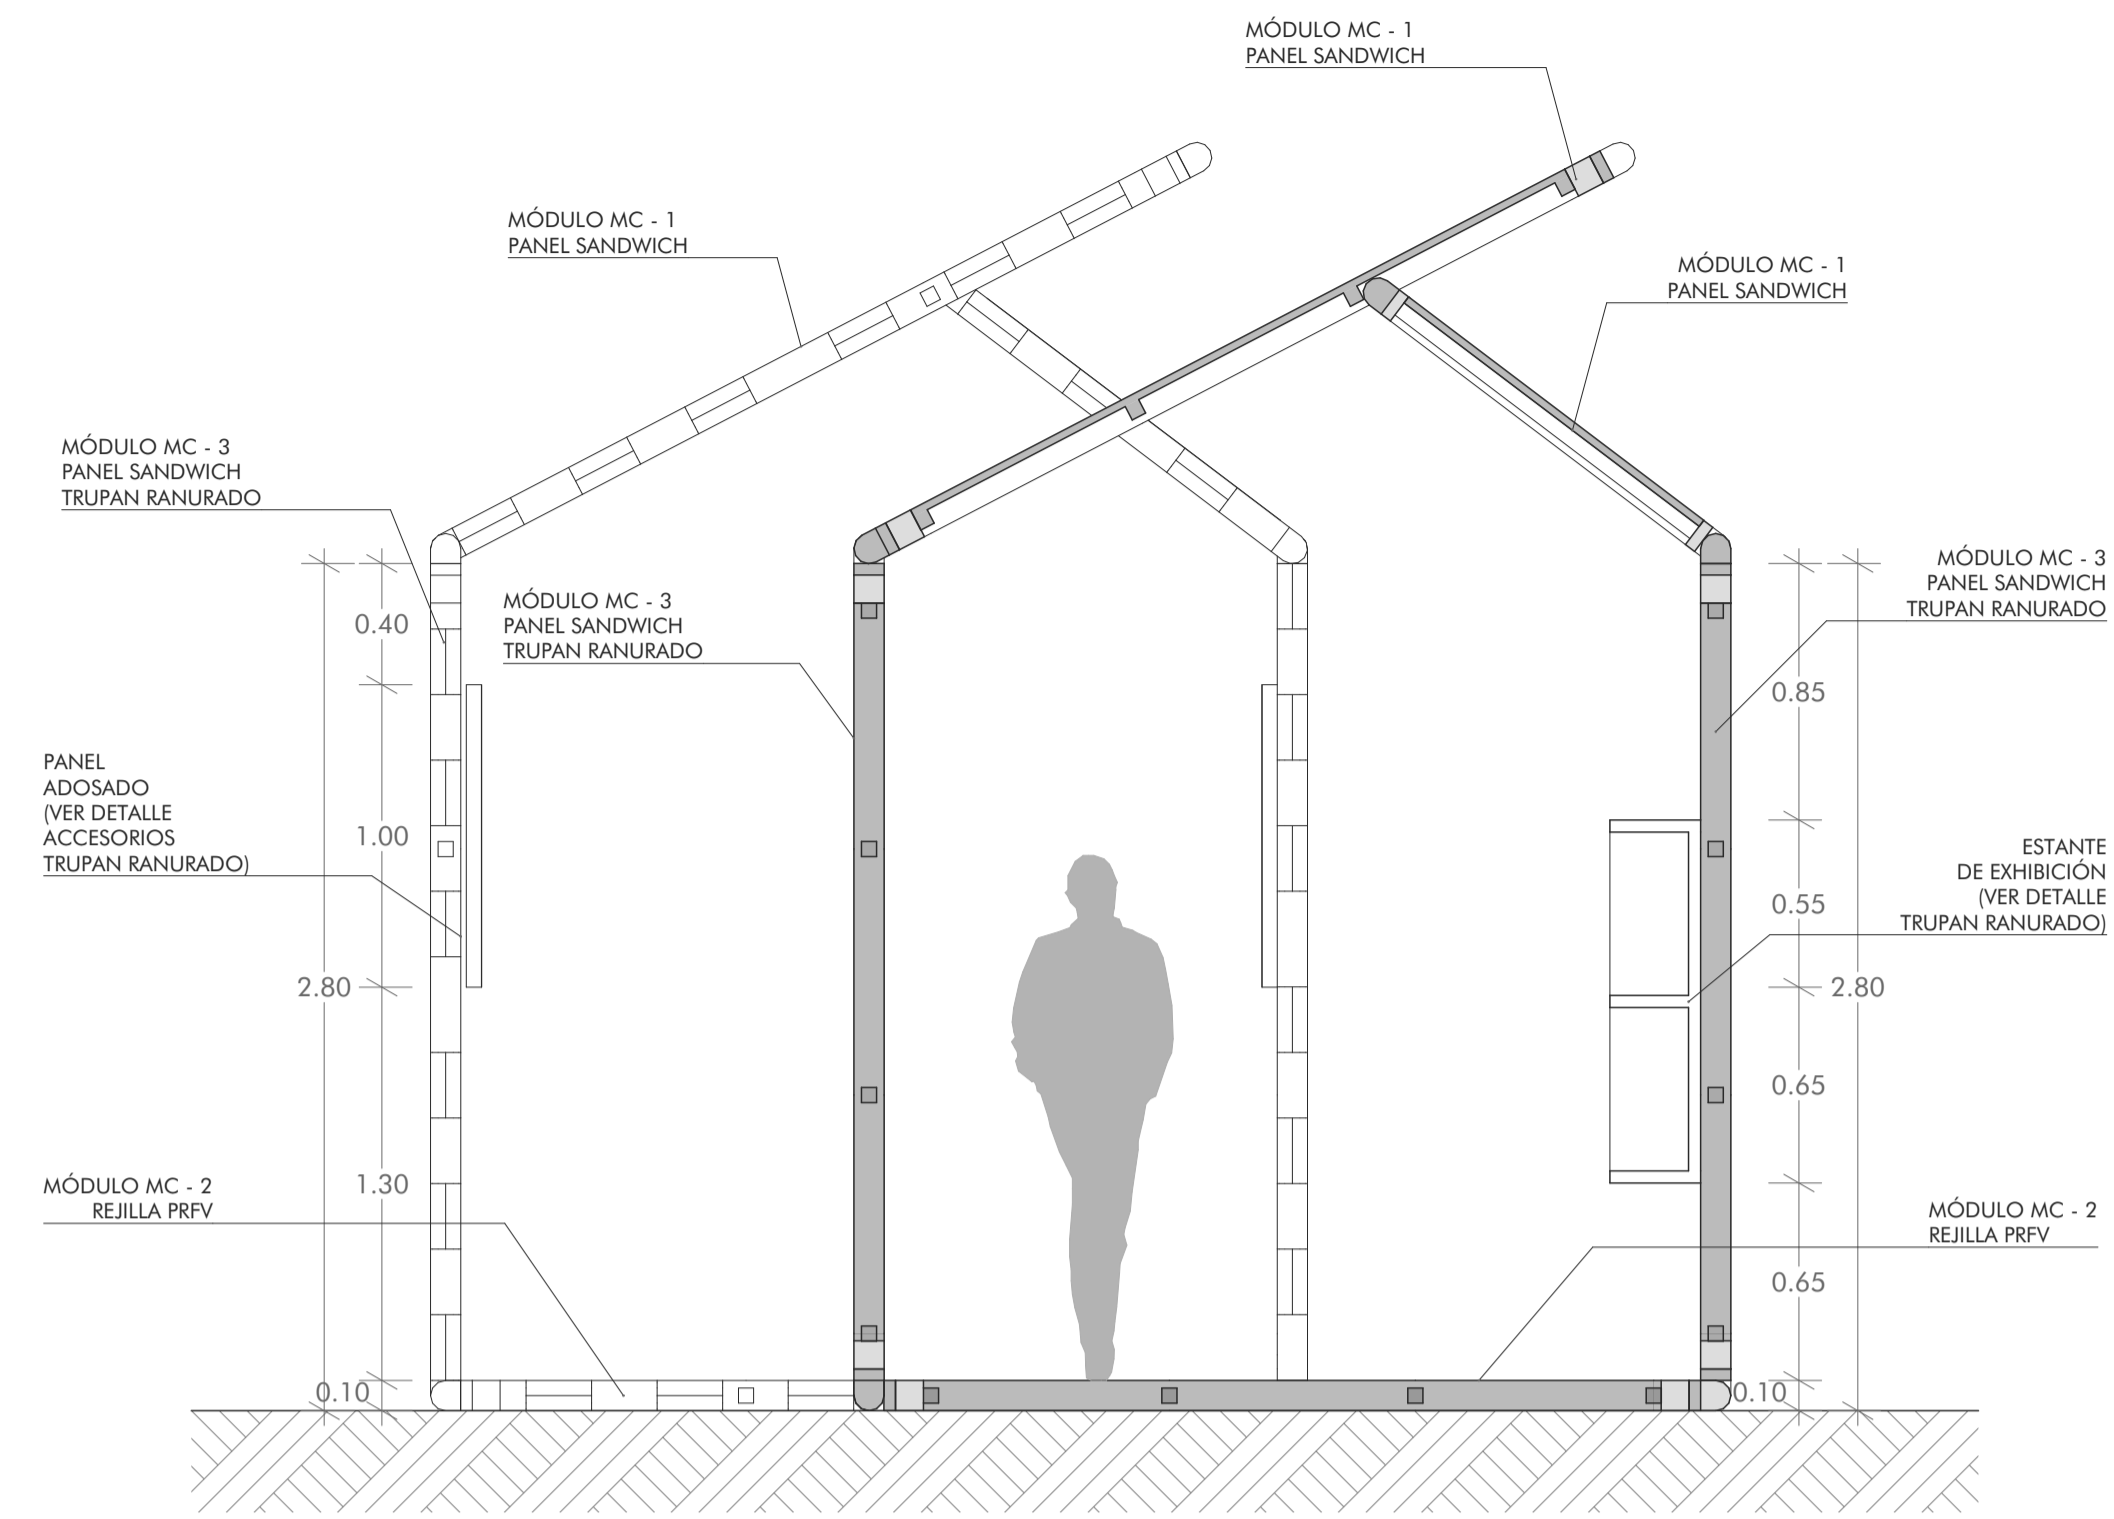 MÓDULO MC - 1
PANEL SANDWICH
MÓDULO MC - 1
PANEL SANDWICH
MÓDULO MC - 1
PANEL SANDWICH
MÓDULO MC - 3
PANEL SANDWICH
TRUPAN RANURADO
MÓDULO MC - 3
PANEL SANDWICH
TRUPAN RANURADO
MÓDULO MC - 3
PANEL SANDWICH
TRUPAN RANURADO
0.40
0.85
PANEL
ADOSADO
(VER DETALLE
ACCESORIOS
TRUPAN RANURADO)
1.00
ESTANTE
DE EXHIBICIÓN
(VER DETALLE
TRUPAN RANURADO)
0.55
2.80
2.80
0.65
MÓDULO MC - 2
REJILLA PRFV
1.30
MÓDULO MC - 2
REJILLA PRFV
0.65
0.10
0.10